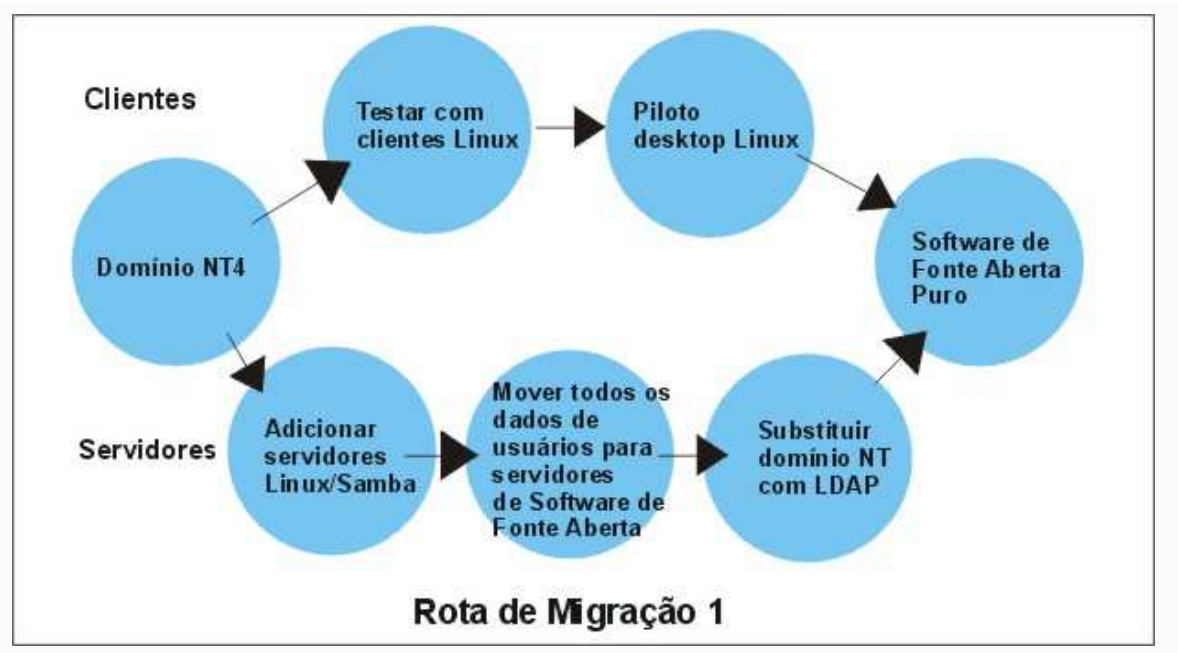 Clientes
Testar com
clientes Linux
Piloto
desktop Linux
Domínio NT4
Software de
Fonte Aberta
Puro
Servidores
Adicionar
servidores
Linux/Samba
Mover todos os
dados de
usuários para
servidores
de Software de
Fonte Aberta
Substituir
domínio NT
com LDAP
Rota de Migração 1